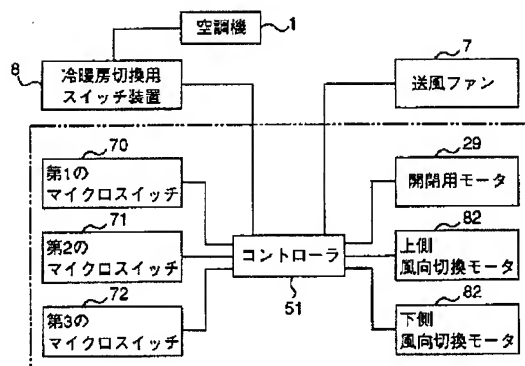 空調機
1
8
冷暖房切換用
スイッチ装置
7
送風ファン
70
第1の
マイクロスイッチ
71
第2の
マイクロスイッチ
72
第3の
マイクロスイッチ
コントローラ
51
29
開閉用モータ
82
上側
風向切換モータ
82
下側
風向切換モータ